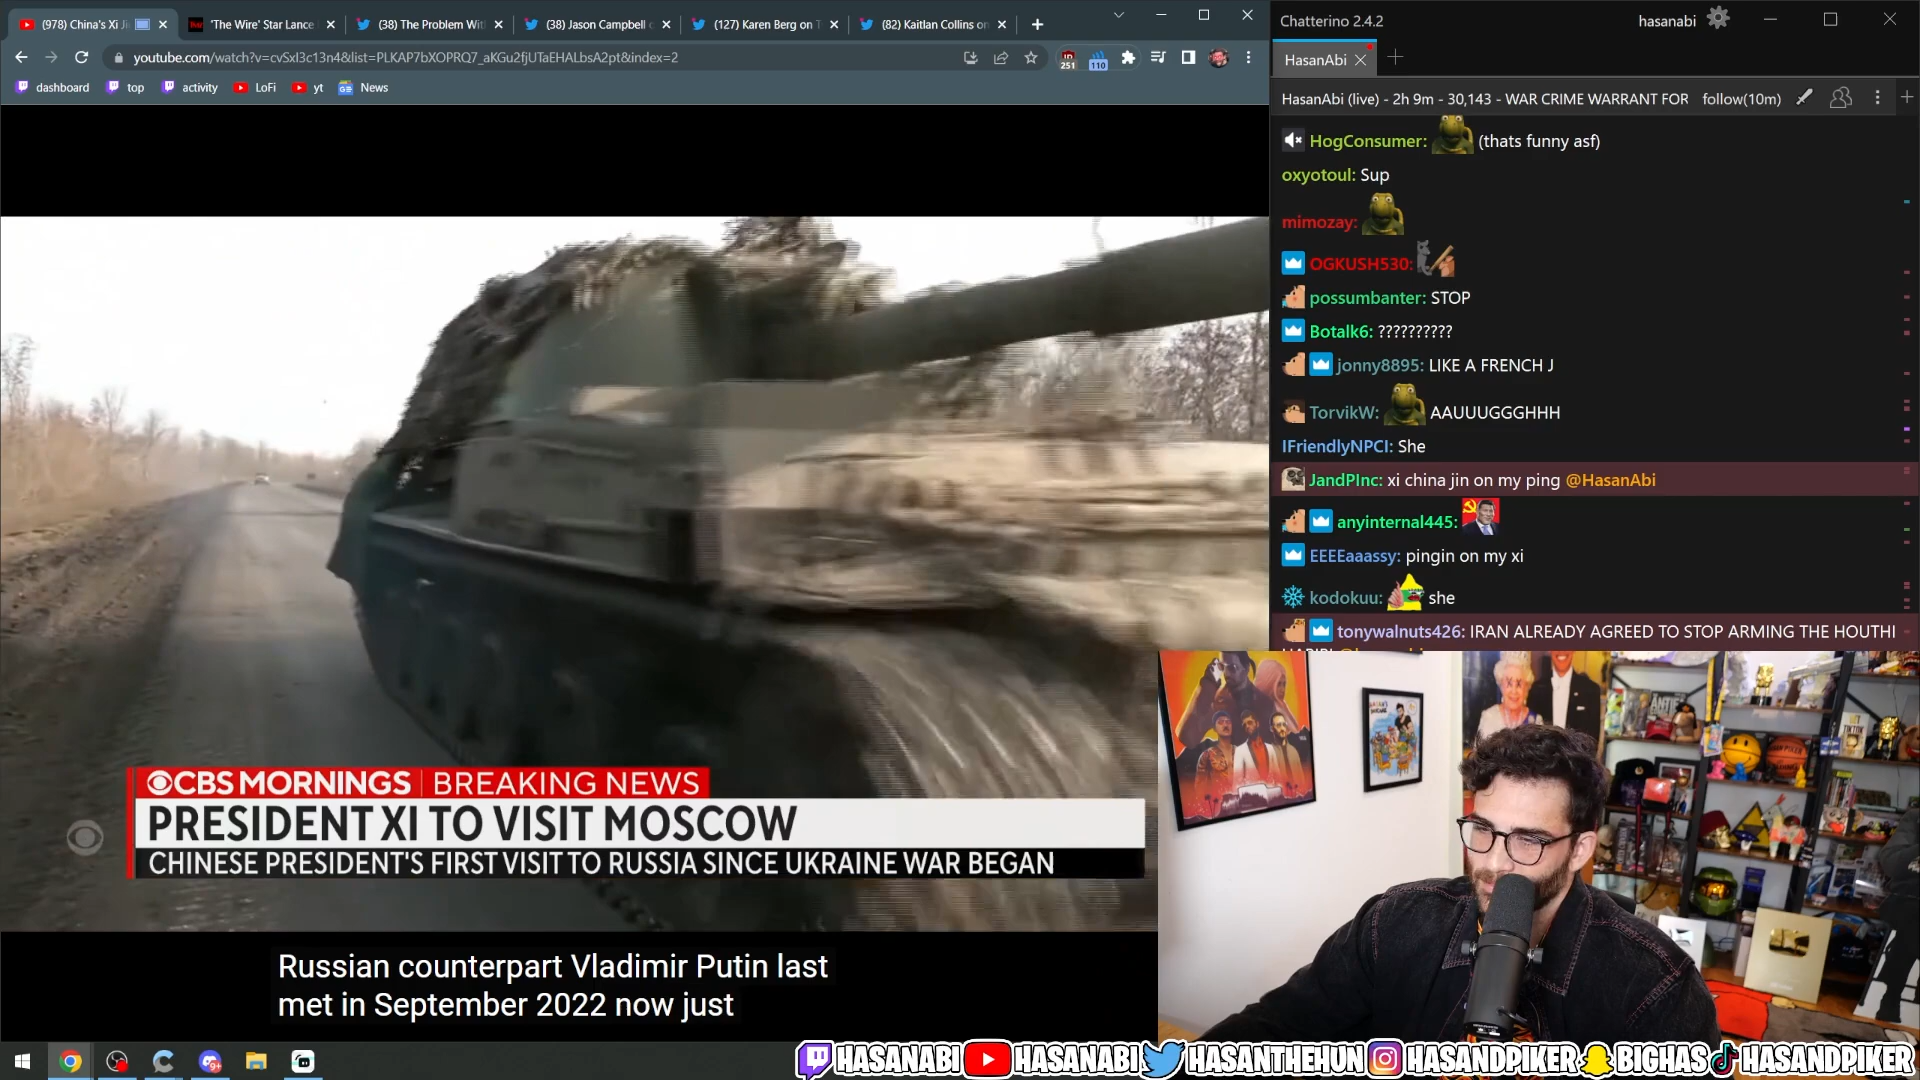 (978) China's Xi Ji
'The Wire' Star Lance
(38) The Problem Wit
(38) Jason Campbell
(127) Karen Berg on T
(82) Kaitlan Collins on
youtube.com/watch?v=cvSxI3c13n4&list=PLKAP7bXOPRQ7_aKGu2fjUTaEHALbsA2pt&index=2
251
110
dashboard
top
activity
LoFi
yt
News
CBS MORNINGS | BREAKING NEWS
PRESIDENT XI TO VISIT MOSCOW
CHINESE PRESIDENT'S FIRST VISIT TO RUSSIA SINCE UKRAINE WAR BEGAN
Russian counterpart Vladimir Putin last
met in September 2022 now just
Chatterino 2.4.2
hasanabi
HasanAbi
HasanAbi (live) - 2h 9m - 30,143 - WAR CRIME WARRANT FOR
follow(10m)
HogConsumer: (thats funny asf)
oxyotoul: Sup
mimozay:
OGKUSH530:
possumbanter: STOP
Botalk6: ??????????
jonny8895: LIKE A FRENCH J
TorvikW: AAUUUGGGHHH
IFriendlyNPCI: She
JandPInc: xi china jin on my ping @HasanAbi
anyinternal445:
EEEEaaassy: pingin on my xi
kodokuu: she
tonywalnuts426: IRAN ALREADY AGREED TO STOP ARMING THE HOUTHI
HASANABI
HASANABI
HASANTHEHUN
HASANDPIKER
BIGHAS
HASANDPIKER